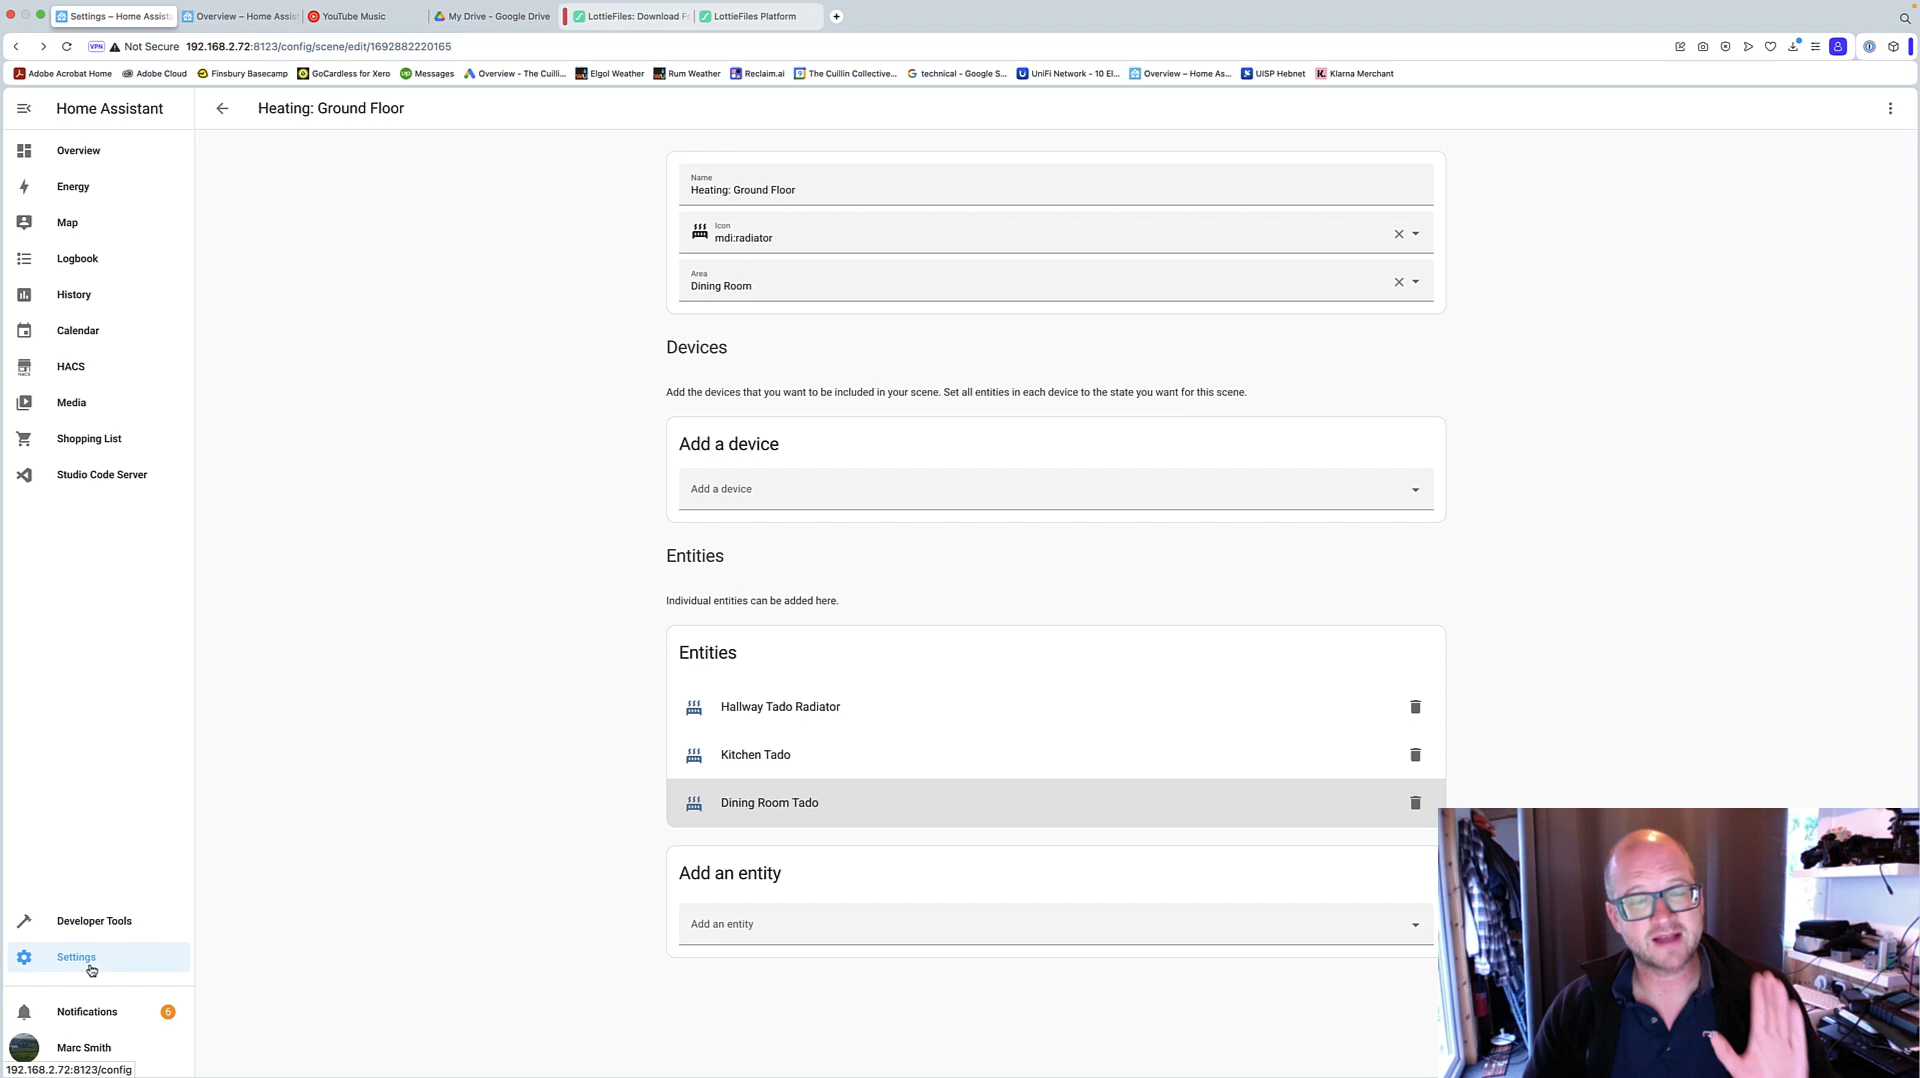 Settings – Home Assista
Overview – Home Assist
YouTube Music
My Drive - Google Drive
LottieFiles: Download Fr
LottieFiles Platform
VPN Not Secure 192.168.2.72:8123/config/scene/edit/1692882220165
Adobe Acrobat Home
Adobe Cloud
Finsbury Basecamp
GoCardless for Xero
Messages
Overview - The Cuilli...
Elgol Weather
Rum Weather
Reclaim.ai
The Cuillin Collective...
technical - Google S...
UniFi Network - 10 El...
Overview – Home As...
UISP Hebnet
Klarna Merchant
Home Assistant
Heating: Ground Floor
Overview
Energy
Map
Logbook
History
Calendar
HACS
Media
Shopping List
Studio Code Server
Developer Tools
Settings
Notifications 6
Marc Smith
192.168.2.72:8123/config
Name
Heating: Ground Floor
Icon
mdi:radiator
Area
Dining Room
Devices
Add the devices that you want to be included in your scene. Set all entities in each device to the state you want for this scene.
Add a device
Add a device
Entities
Individual entities can be added here.
Entities
Hallway Tado Radiator
Kitchen Tado
Dining Room Tado
Add an entity
Add an entity